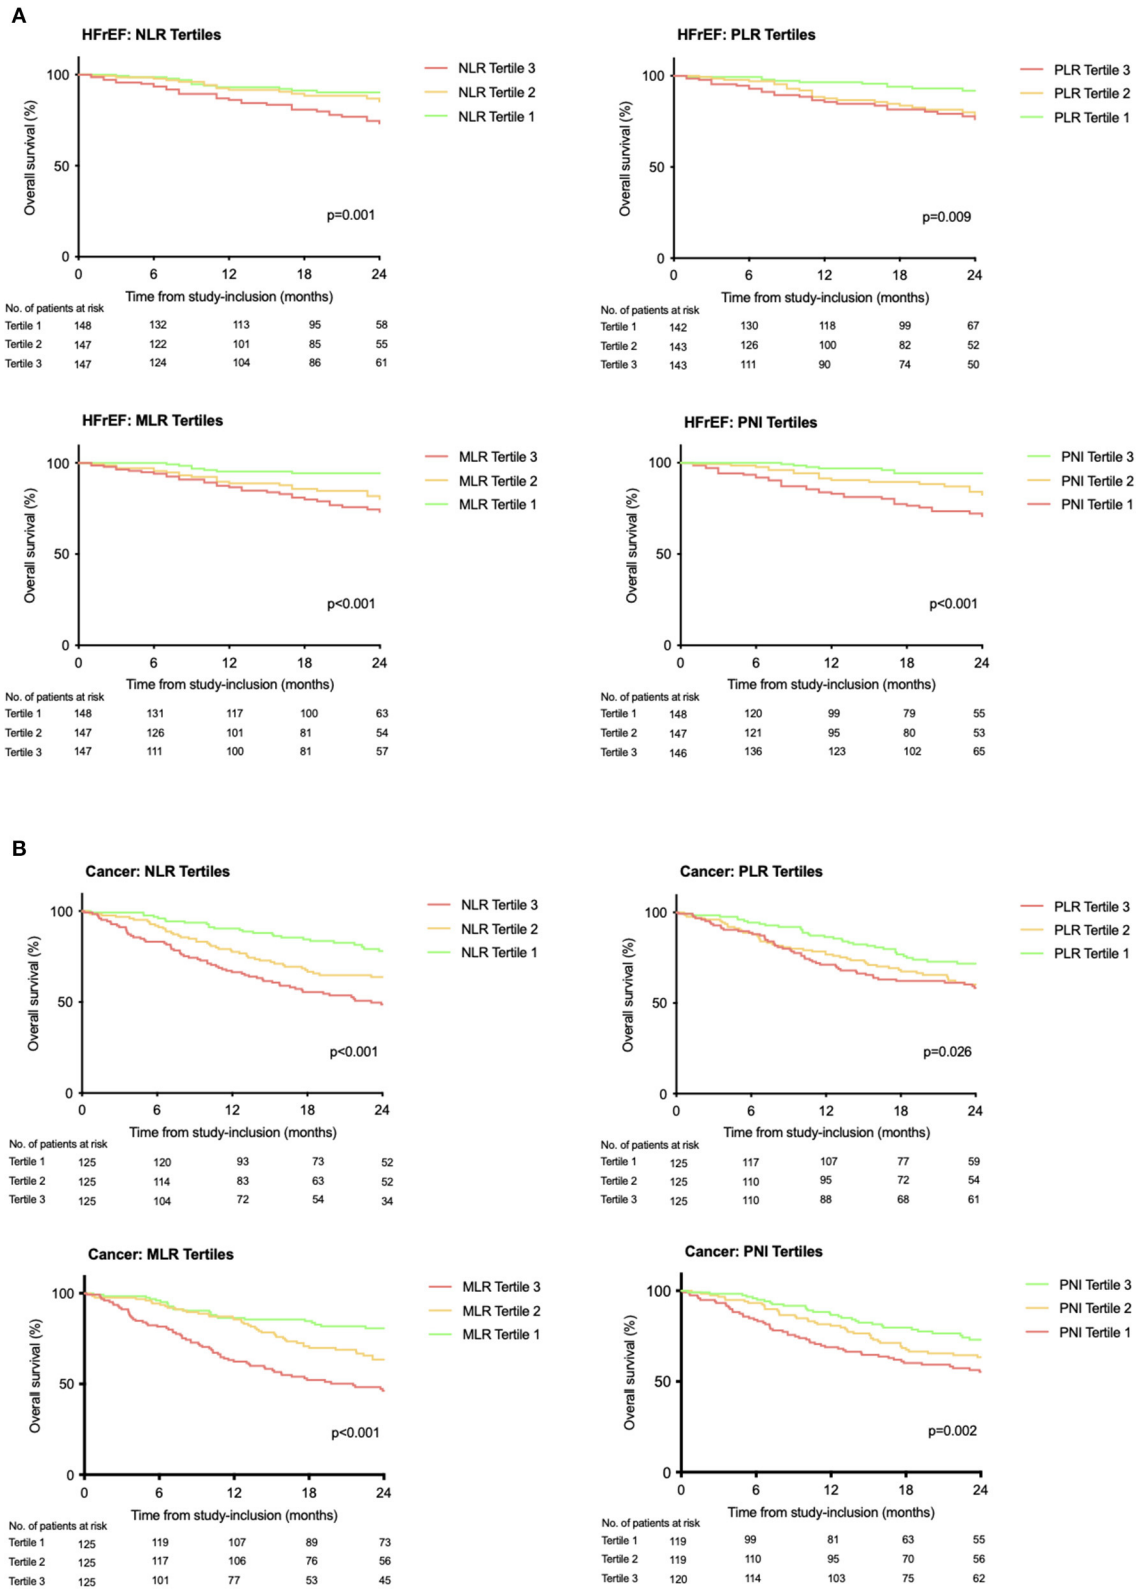 A
HFrEF: NLR Tertiles
100
50
0
Overall survival (%)
NLR Tertile 3
NLR Tertile 2
NLR Tertile 1
p=0.001
0 6 12 18 24
Time from study-inclusion (months)
No. of patients at risk
Tertile 1 148 132 113 95 58
Tertile 2 147 122 101 85 55
Tertile 3 147 124 104 86 61
HFrEF: PLR Tertiles
100
50
0
Overall survival (%)
PLR Tertile 3
PLR Tertile 2
PLR Tertile 1
p=0.009
0 6 12 18 24
Time from study-inclusion (months)
No. of patients at risk
Tertile 1 142 130 118 99 67
Tertile 2 143 126 100 82 52
Tertile 3 143 111 90 74 50
HFrEF: MLR Tertiles
100
50
0
Overall survival (%)
MLR Tertile 3
MLR Tertile 2
MLR Tertile 1
p<0.001
0 6 12 18 24
Time from study-inclusion (months)
No. of patients at risk
Tertile 1 148 131 117 100 63
Tertile 2 147 126 101 81 54
Tertile 3 147 111 100 81 57
HFrEF: PNI Tertiles
100
50
0
Overall survival (%)
PNI Tertile 3
PNI Tertile 2
PNI Tertile 1
p<0.001
0 6 12 18 24
Time from study-inclusion (months)
No. of patients at risk
Tertile 1 148 120 99 79 55
Tertile 2 147 121 95 80 53
Tertile 3 146 136 123 102 65
B
Cancer: NLR Tertiles
100
50
0
Overall survival (%)
NLR Tertile 3
NLR Tertile 2
NLR Tertile 1
p<0.001
0 6 12 18 24
Time from study-inclusion (months)
No. of patients at risk
Tertile 1 125 120 93 73 52
Tertile 2 125 114 83 63 52
Tertile 3 125 104 72 54 34
Cancer: PLR Tertiles
100
50
0
Overall survival (%)
PLR Tertile 3
PLR Tertile 2
PLR Tertile 1
p=0.026
0 6 12 18 24
Time from study-inclusion (months)
No. of patients at risk
Tertile 1 125 117 107 77 59
Tertile 2 125 110 95 72 54
Tertile 3 125 110 88 68 61
Cancer: MLR Tertiles
100
50
0
Overall survival (%)
MLR Tertile 3
MLR Tertile 2
MLR Tertile 1
p<0.001
0 6 12 18 24
Time from study-inclusion (months)
No. of patients at risk
Tertile 1 125 119 107 89 73
Tertile 2 125 117 106 76 56
Tertile 3 125 101 77 53 45
Cancer: PNI Tertiles
100
50
0
Overall survival (%)
PNI Tertile 3
PNI Tertile 2
PNI Tertile 1
p=0.002
0 6 12 18 24
Time from study-inclusion (months)
No. of patients at risk
Tertile 1 119 99 81 63 55
Tertile 2 119 110 95 70 56
Tertile 3 120 114 103 75 62